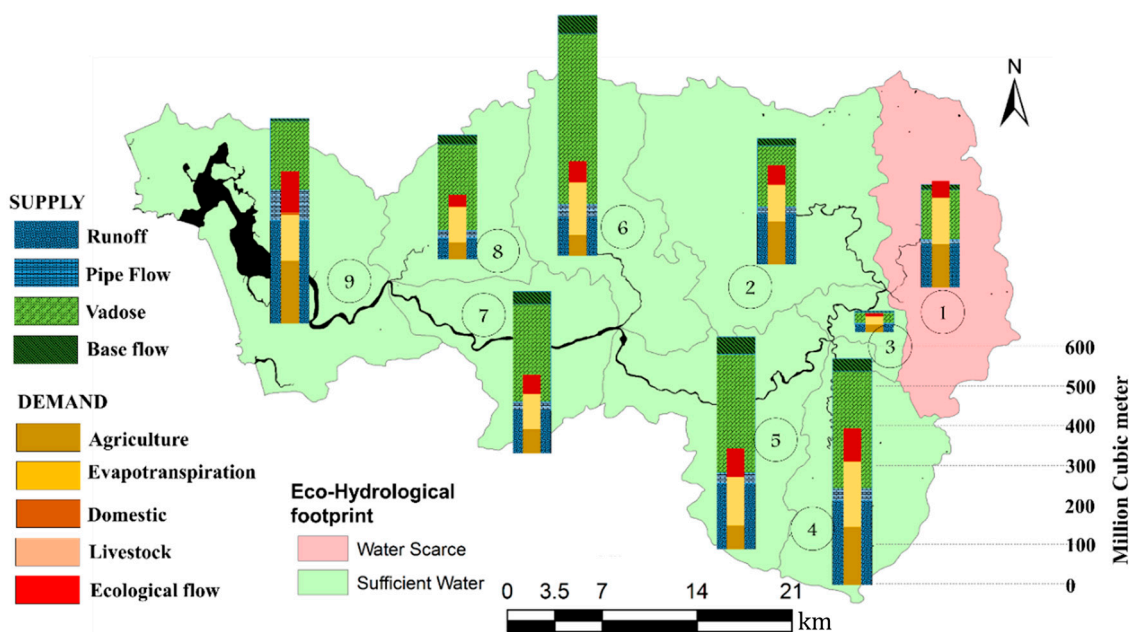 N
SUPPLY
Runoff
Pipe Flow
Vadose
Base flow
DEMAND
Agriculture
Evapotranspiration
Domestic
Livestock
Ecological flow
Eco-Hydrological
footprint
Water Scarce
Sufficient Water
9
8
6
7
2
1
3
5
4
600
500
400
300
200
100
0
Million Cubic meter
0 3.5 7 14 21
km